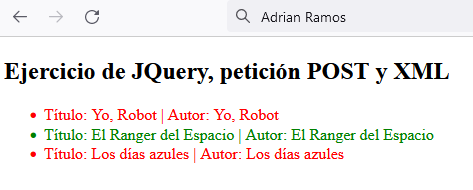 Adrian Ramos
Ejercicio de JQuery, petición POST y XML
• Título: Yo, Robot | Autor: Yo, Robot
• Título: El Ranger del Espacio | Autor: El Ranger del Espacio
• Título: Los días azules | Autor: Los días azules